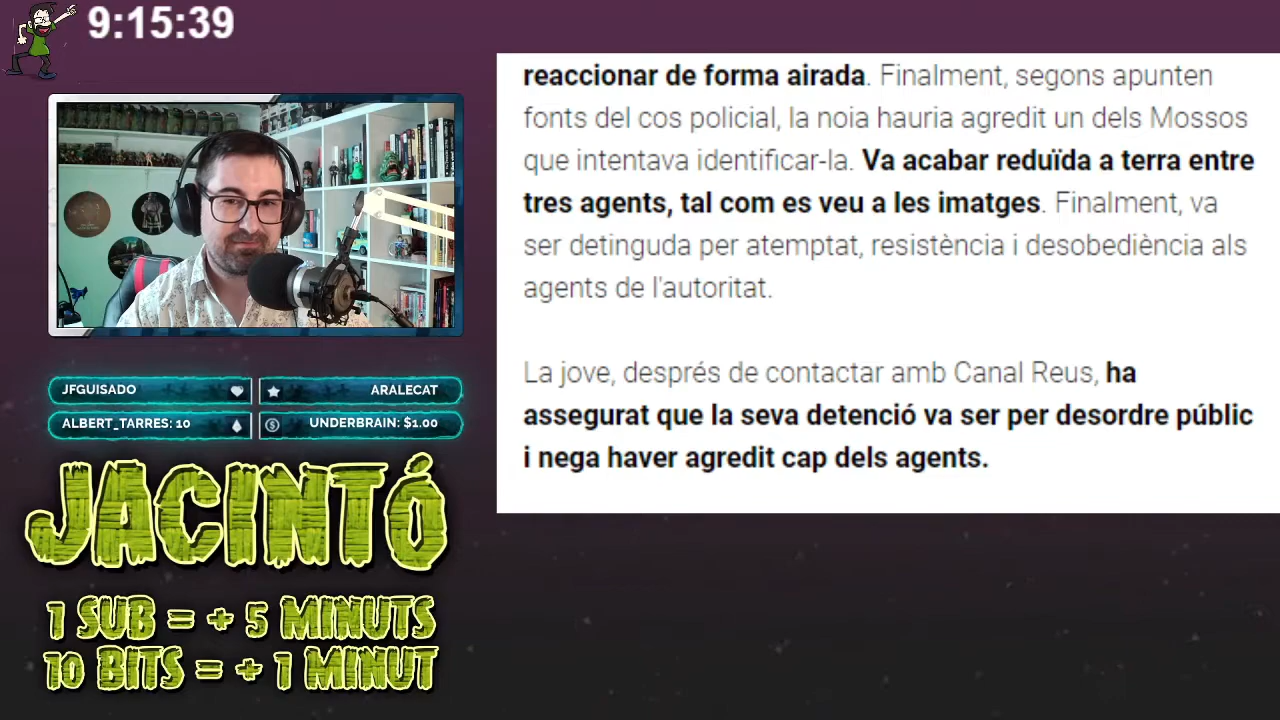 9:15:39
reaccionar de forma airada. Finalment, segons apunten
fonts del cos policial, la noia hauria agredit un dels Mossos
que intentava identificar-la. Va acabar reduïda a terra entre
tres agents, tal com es veu a les imatges. Finalment, va
ser detinguda per atemptat, resistència i desobediència als
agents de l'autoritat.
La jove, després de contactar amb Canal Reus, ha
assegurat que la seva detenció va ser per desordre públic
i nega haver agredit cap dels agents.
JFGUISADO
ARALECAT
ALBERT_TARRES: 10
UNDERBRAIN: $1.00
JACINTÓ
1 SUB = + 5 MINUTS
10 BITS = + 1 MINUT